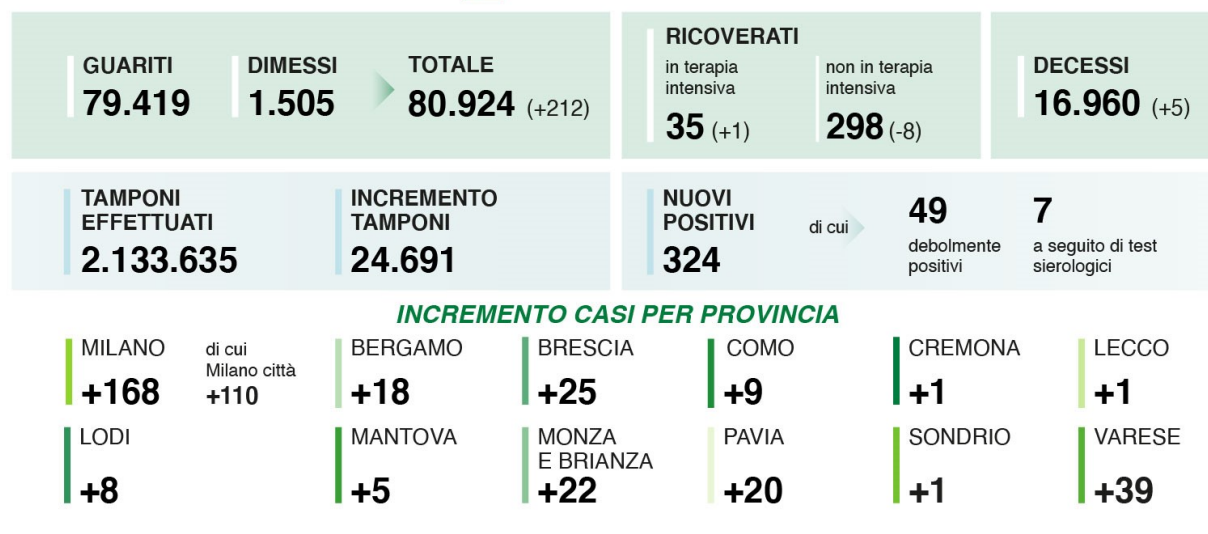 GUARITI
79.419
DIMESSI
1.505
TOTALE
80.924 (+212)
RICOVERATI
in terapia
intensiva
35 (+1)
non in terapia
intensiva
298 (-8)
DECESSI
16.960 (+5)
TAMPONI
EFFETTUATI
2.133.635
INCREMENTO
TAMPONI
24.691
NUOVI
POSITIVI
324
di cui
49
debolmente
positivi
7
a seguito di test
sierologici
INCREMENTO CASI PER PROVINCIA
MILANO
+168
di cui
Milano città
+110
BERGAMO
+18
BRESCIA
+25
COMO
+9
CREMONA
+1
LECCO
+1
LODI
+8
MANTOVA
+5
MONZA
E BRIANZA
+22
PAVIA
+20
SONDRIO
+1
VARESE
+39